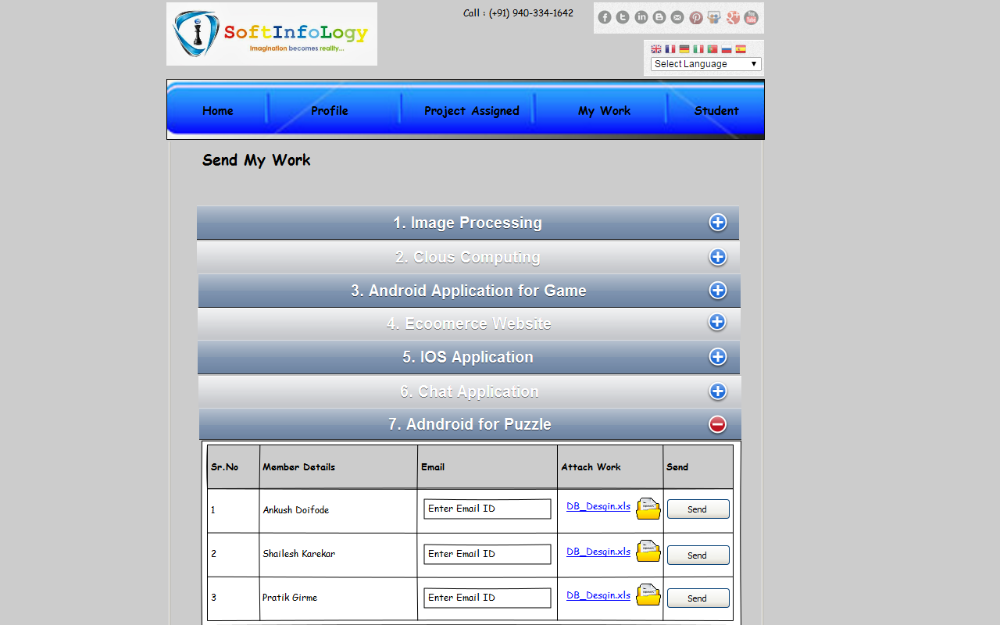 SoftInfoLogy
Imagination becomes reality...
Call : (+91) 940-334-1642
Select Language
Home Profile Project Assigned My Work Student
Send My Work
1. Image Processing
2. Clous Computing
3. Android Application for Game
4. Ecoomerce Website
5. IOS Application
6. Chat Application
7. Adndroid for Puzzle
Sr.No Member Details Email Attach Work Send
1 Ankush Doifode Enter Email ID DB_Desgin.xls Send
2 Shailesh Karekar Enter Email ID DB_Desgin.xls Send
3 Pratik Girme Enter Email ID DB_Desgin.xls Send